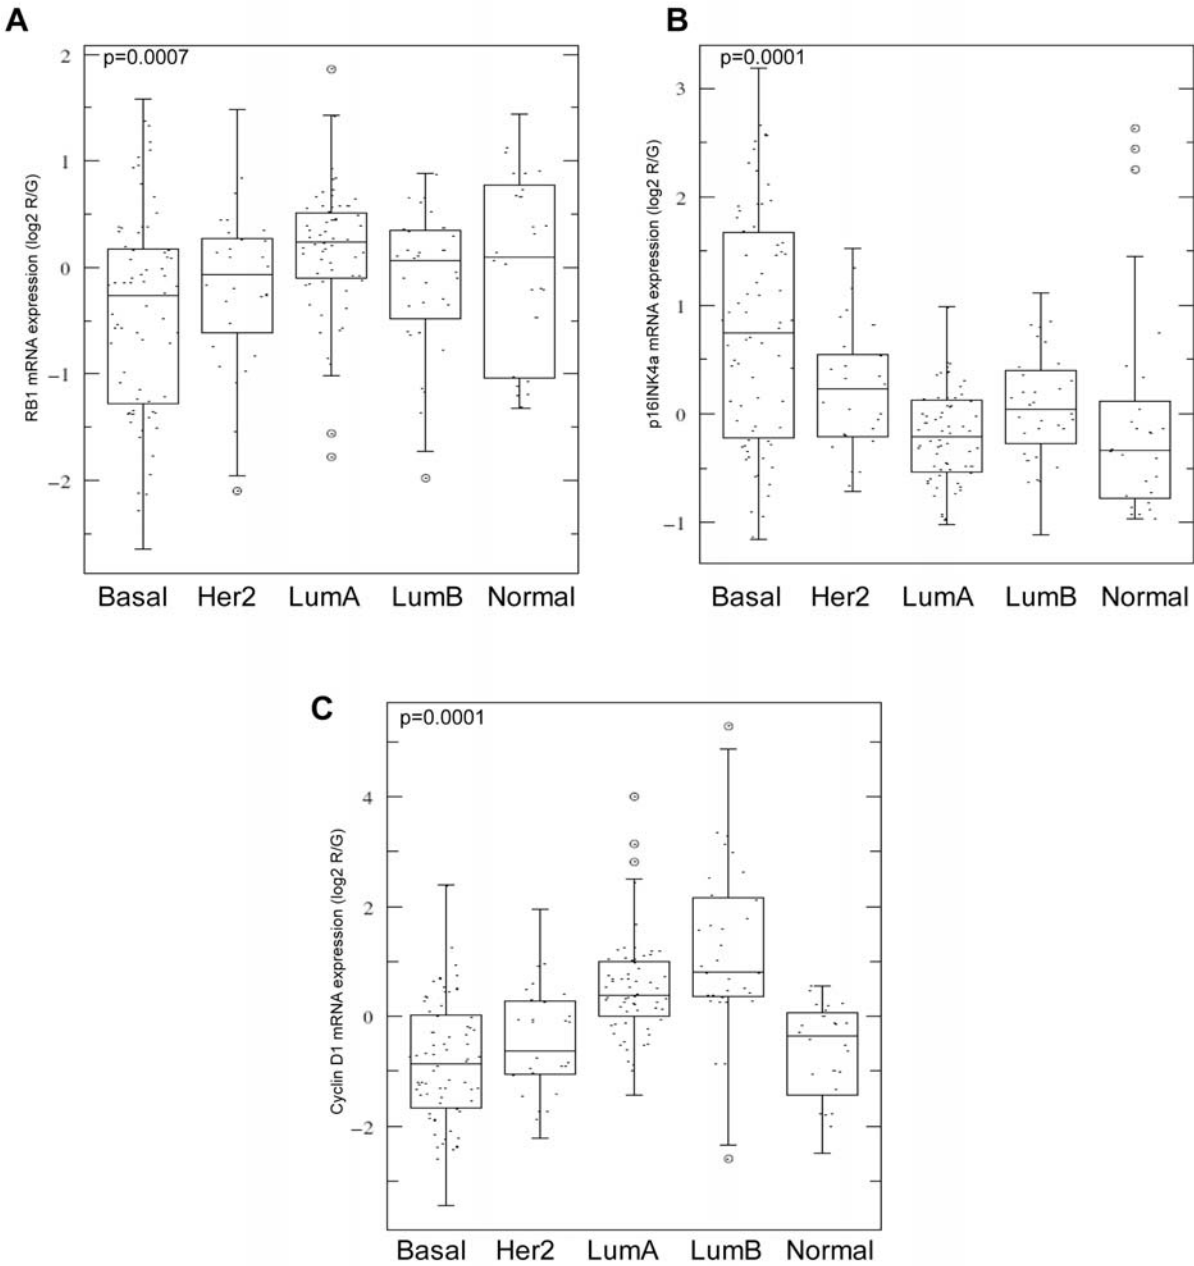 A
p=0.0007
RB1 mRNA expression (log2 R/G)
2
1
0
−1
−2
Basal Her2 LumA LumB Normal
B
p=0.0001
p16INK4a mRNA expression (log2 R/G)
3
2
1
0
−1
Basal Her2 LumA LumB Normal
C
p=0.0001
Cyclin D1 mRNA expression (log2 R/G)
4
2
0
−2
Basal Her2 LumA LumB Normal